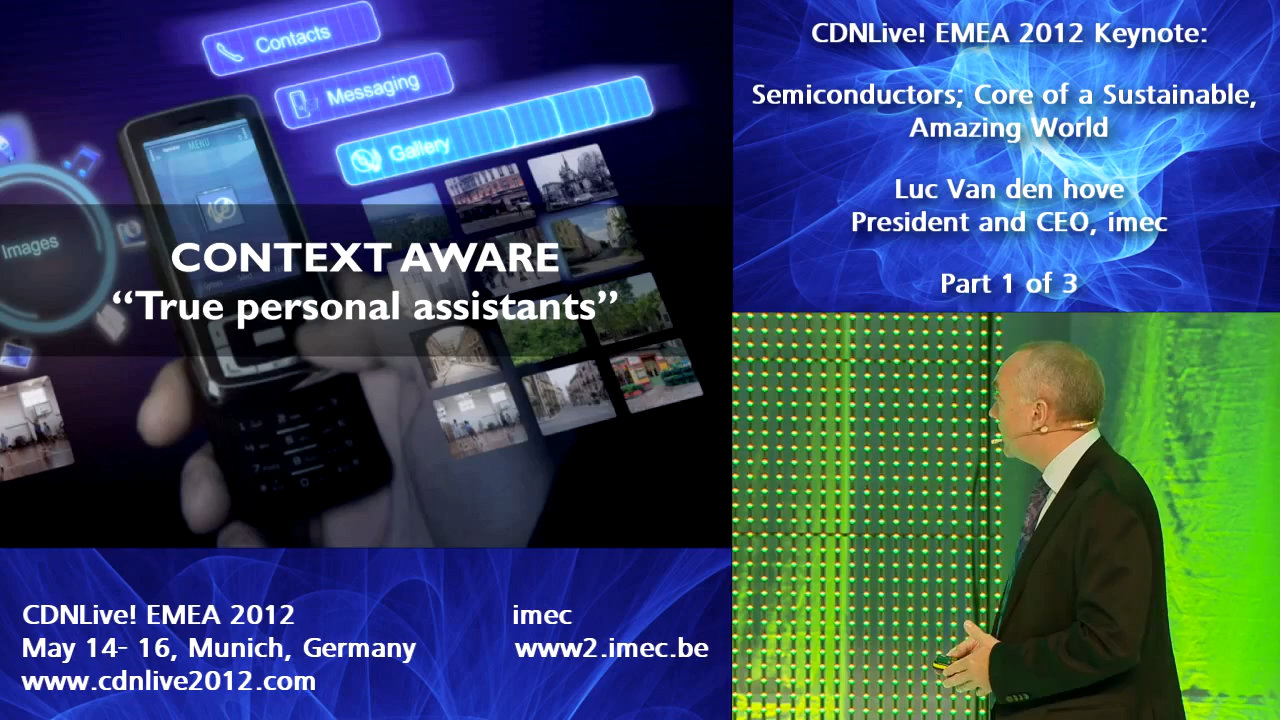 Contacts
Messaging
Gallery
MENU
Images
CONTEXT AWARE
“True personal assistants”
CDNLive! EMEA 2012 Keynote:
Semiconductors; Core of a Sustainable,
Amazing World
Luc Van den hove
President and CEO, imec
Part 1 of 3
CDNLive! EMEA 2012
May 14- 16, Munich, Germany
www.cdnlive2012.com
imec
www2.imec.be